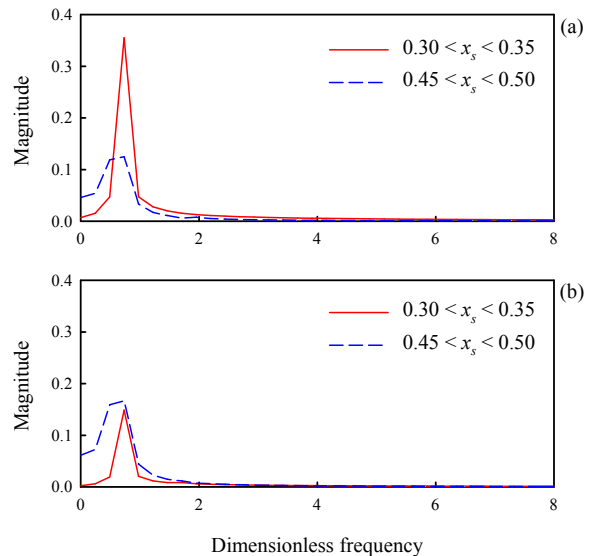 (a)
0.4
0.3
0.2
0.1
0.0
Magnitude
0.30 < x_s < 0.35
0.45 < x_s < 0.50
0 2 4 6 8
(b)
0.4
0.3
0.2
0.1
0.0
Magnitude
0.30 < x_s < 0.35
0.45 < x_s < 0.50
0 2 4 6 8
Dimensionless frequency